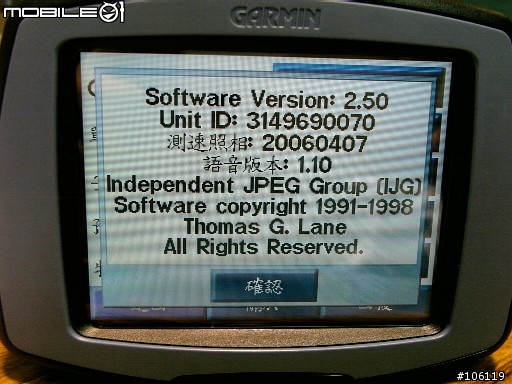 MOBILE01
GARMIN
Software Version: 2.50
Unit ID: 3149690070
測速照相: 20060407
語音版本: 1.10
Independent JPEG Group (IJG)
Software copyright 1991-1998
Thomas G. Lane
All Rights Reserved.
確認
#106119